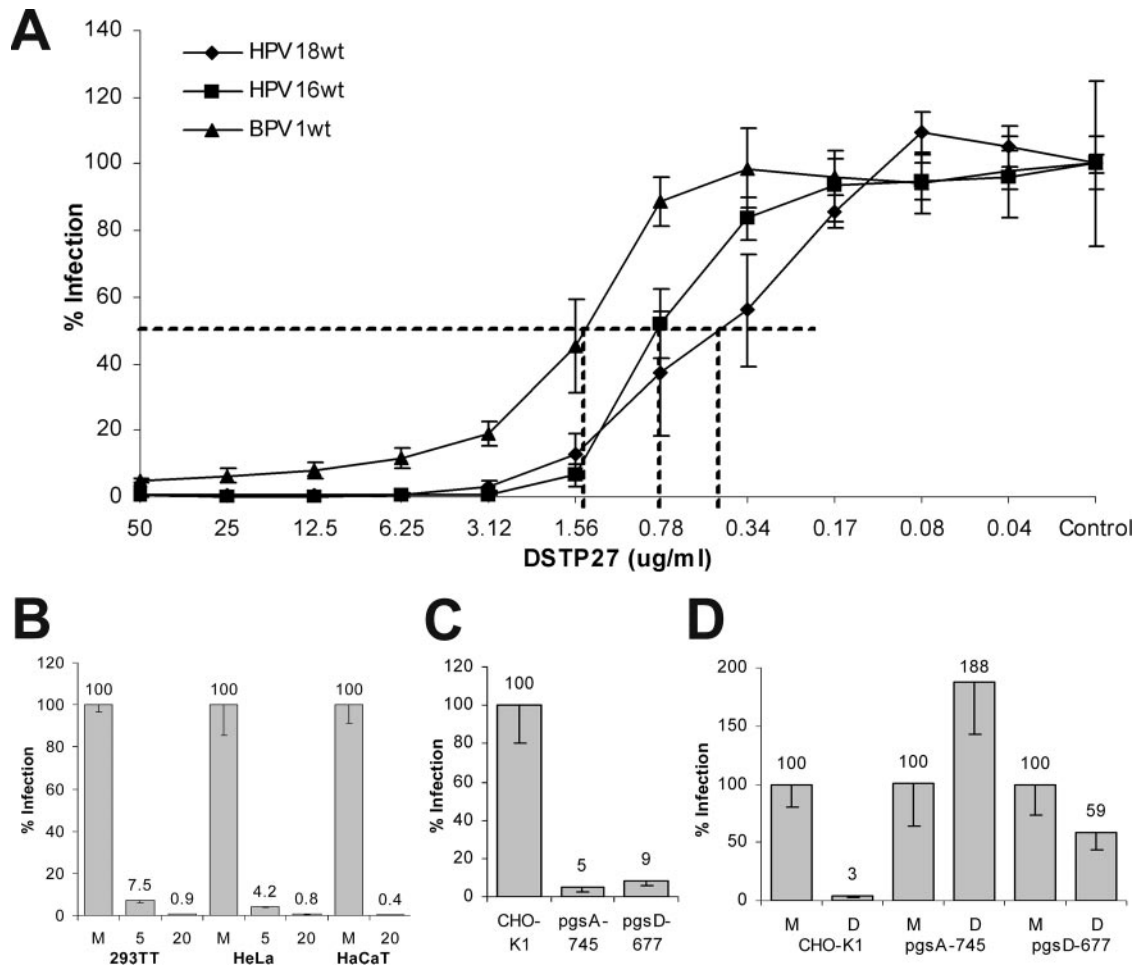 A
140
120
100
80
60
40
20
0
% Infection
HPV18wt
HPV16wt
BPV1wt
50 25 12.5 6.25 3.12 1.56 0.78 0.34 0.17 0.08 0.04 Control
DSTP27 (ug/ml)
B
120
100
80
60
40
20
0
% Infection
100 7.5 0.9 100 4.2 0.8 100 0.4
M 5 20 M 5 20 M 20
293TT HeLa HaCaT
C
120
100
80
60
40
20
0
% Infection
100
5
9
CHO- pgsA- pgsD-
K1 745 677
D
200
150
100
50
0
% Infection
100 3 100 188 100 59
M D M D M D
CHO-K1 pgsA-745 pgsD-677